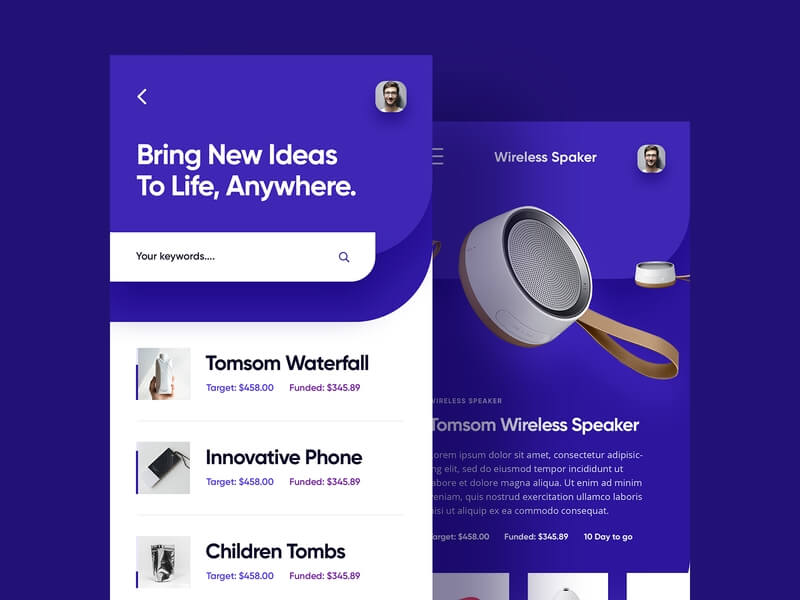 Bring New Ideas
To Life, Anywhere.
Your keywords....
Tomsom Waterfall
Target: $458.00 Funded: $345.89
Innovative Phone
Target: $458.00 Funded: $345.89
Children Tombs
Target: $458.00 Funded: $345.89
Wireless Spaker
WIRELESS SPEAKER
Tomsom Wireless Speaker
orem ipsum dolor sit amet, consectetur adipisic-
ng elit, sed do eiusmod tempor incididunt ut
abore et dolore magna aliqua. Ut enim ad minim
veniam, quis nostrud exercitation ullamco laboris
nisi ut aliquip ex ea commodo consequat.
arget: $458.00 Funded: $345.89 10 Day to go